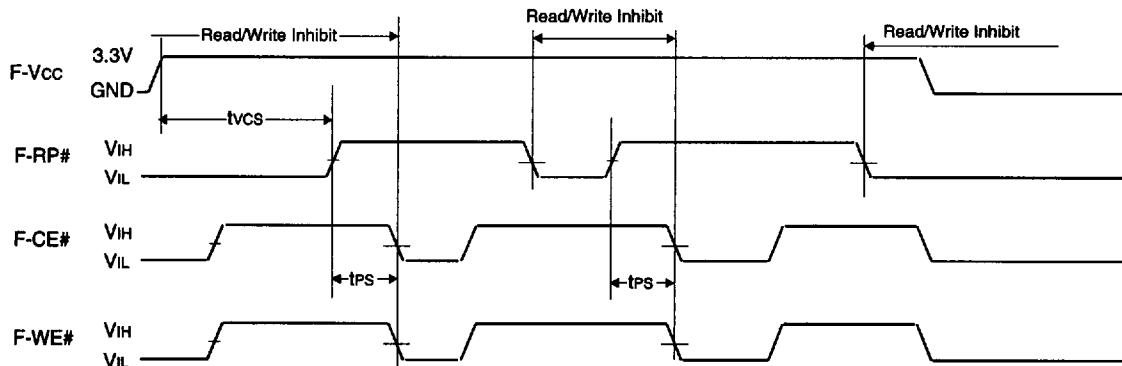 Read/Write Inhibit
Read/Write Inhibit
Read/Write Inhibit
F-VCC
3.3V
GND
tVCS
F-RP#
VIH
VIL
F-CE#
VIH
VIL
tPS
tPS
F-WE#
VIH
VIL